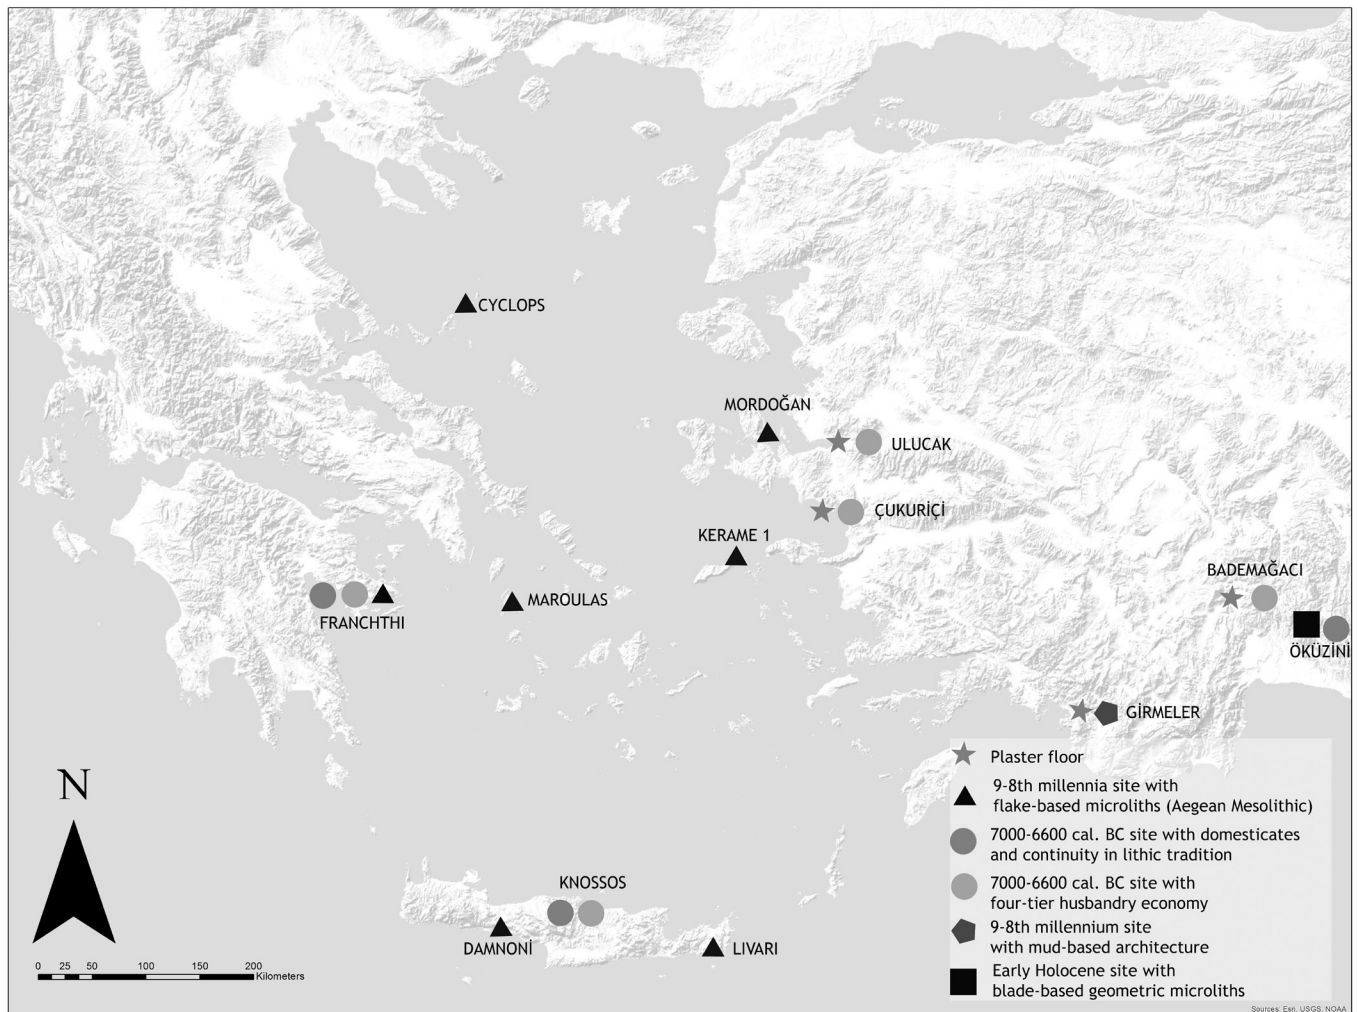 CYCLOPS
MORDOĞAN
ULUCAK
ÇUKURİÇİ
KERAME 1
BADEMAĞACI
MAROULAS
FRANCHTHI
ÖKÜZİNİ
GİRMELER
Plaster floor
9-8th millennia site with
flake-based microliths (Aegean Mesolithic)
7000-6600 cal. BC site with domesticates
and continuity in lithic tradition
7000-6600 cal. BC site with
four-tier husbandry economy
9-8th millennium site
with mud-based architecture
Early Holocene site with
blade-based geometric microliths
N
KNOSSOS
DAMNONİ
LIVARI
0 25 50 100 150 200
Kilometers
Sources: Esri, USGS, NOAA